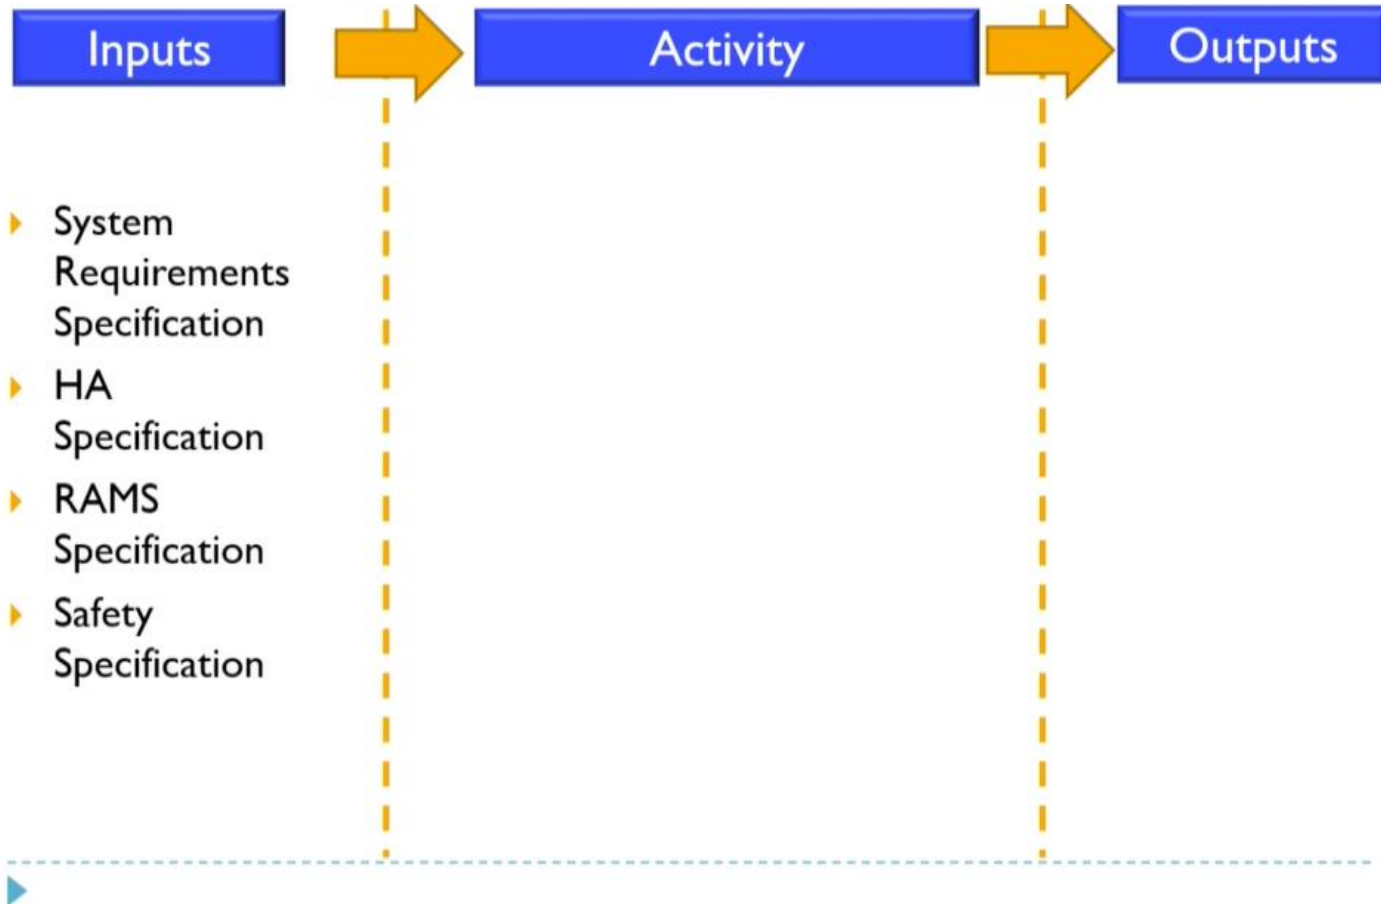 Inputs
Activity
Outputs
System
Requirements
Specification
HA
Specification
RAMS
Specification
Safety
Specification